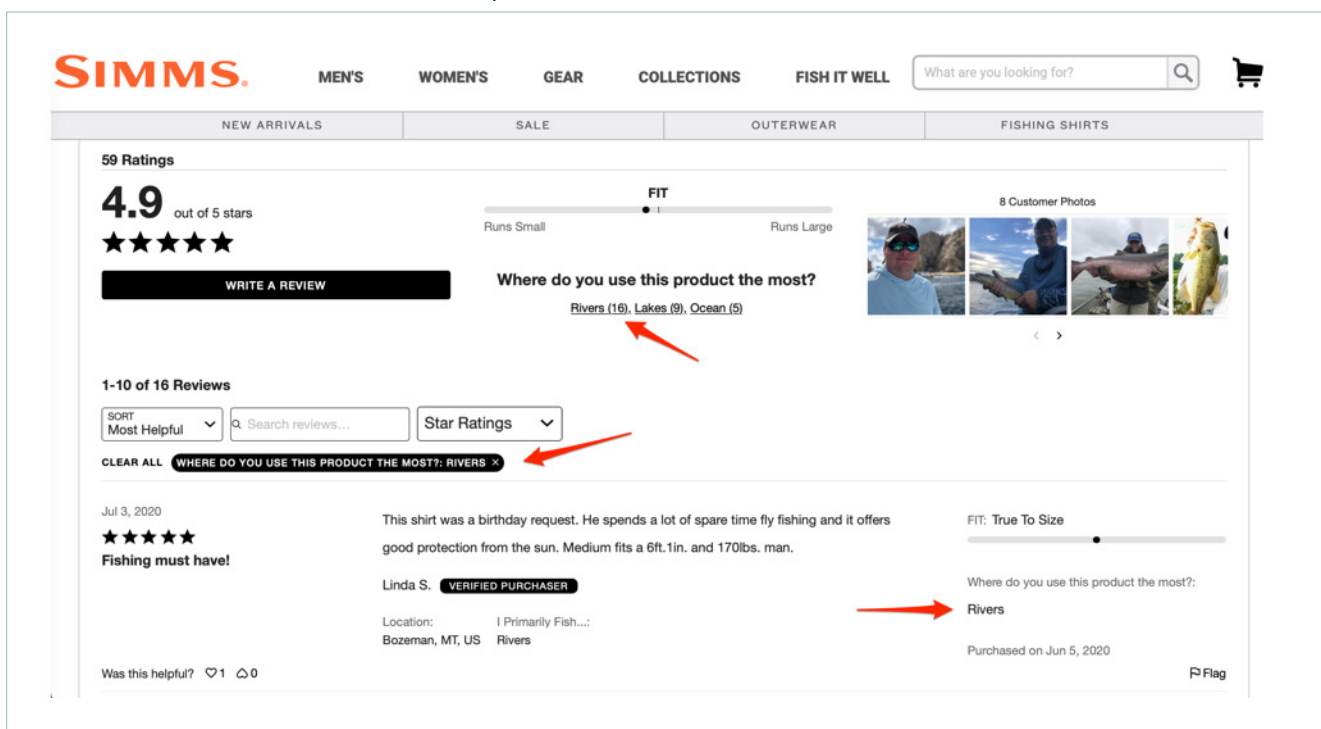 SIMMS.
MEN'S WOMEN'S GEAR COLLECTIONS FISH IT WELL What are you looking for?
NEW ARRIVALS SALE OUTERWEAR FISHING SHIRTS
59 Ratings
4.9 out of 5 stars
WRITE A REVIEW
FIT
Runs Small Runs Large
Where do you use this product the most?
Rivers (16), Lakes (9), Ocean (5)
8 Customer Photos
1-10 of 16 Reviews
SORT
Most Helpful
Search reviews...
Star Ratings
CLEAR ALL WHERE DO YOU USE THIS PRODUCT THE MOST?: RIVERS ×
Jul 3, 2020
Fishing must have!
This shirt was a birthday request. He spends a lot of spare time fly fishing and it offers
good protection from the sun. Medium fits a 6ft.1in. and 170lbs. man.
Linda S. VERIFIED PURCHASER
Location: I Primarily Fish...:
Bozeman, MT, US Rivers
FIT: True To Size
Where do you use this product the most?:
Rivers
Purchased on Jun 5, 2020
Was this helpful? 1 0
Flag